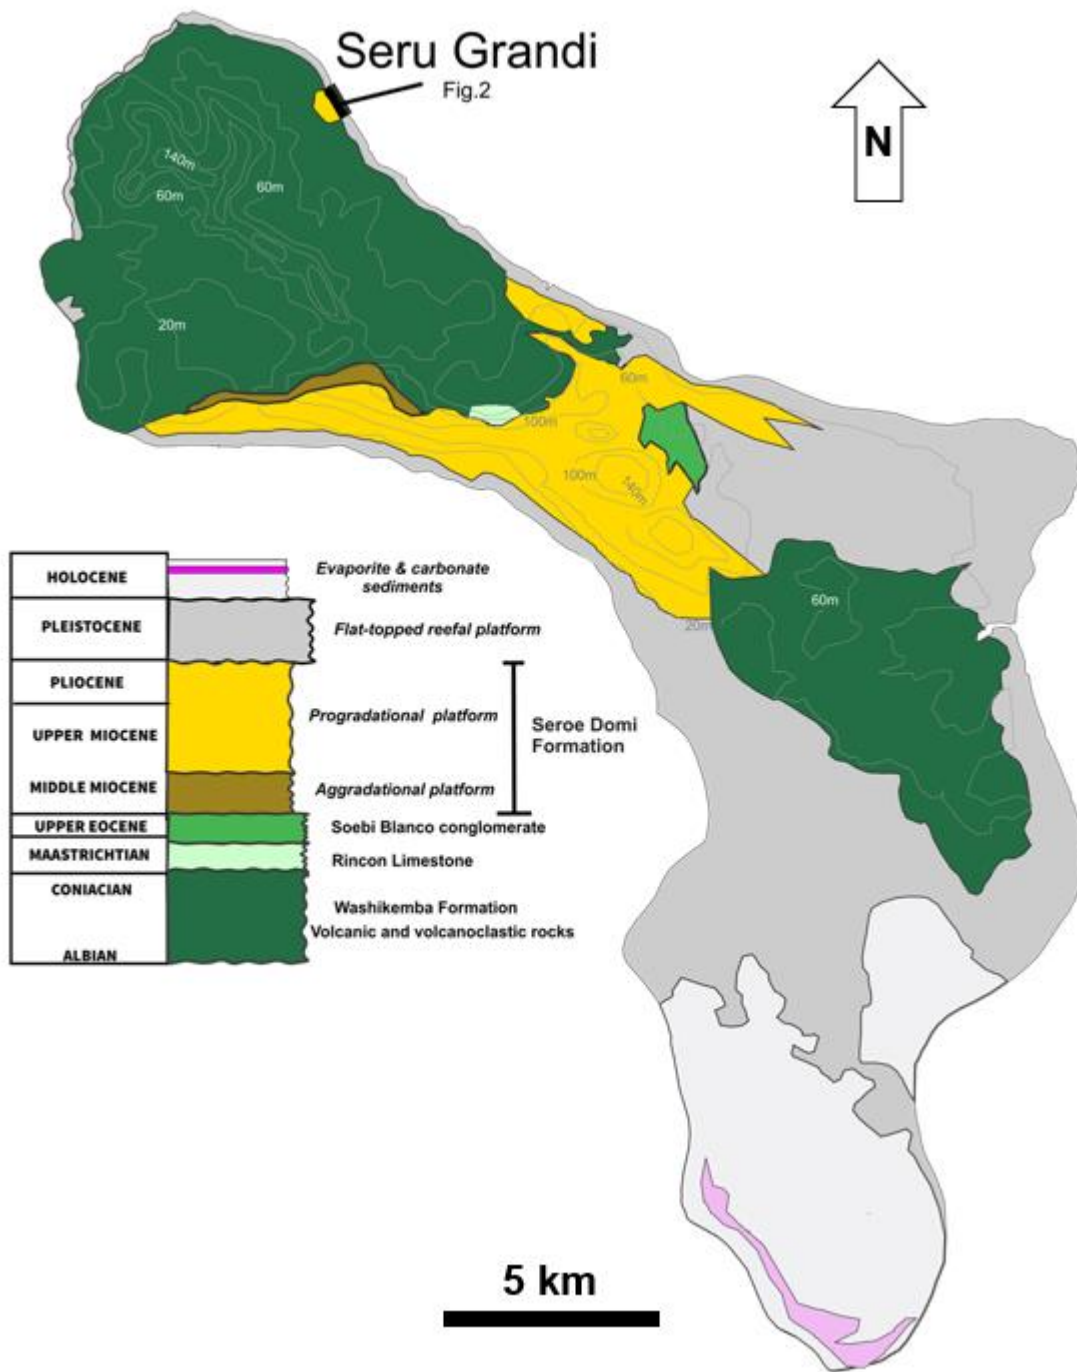 Seru Grandi
Fig.2
N
140m
60m
60m
20m
60m
100m
100m
140m
60m
20m
HOLOCENE
Evaporite & carbonate
sediments
PLEISTOCENE
Flat-topped reefal platform
PLIOCENE
UPPER MIOCENE
Progradational platform
Seroe Domi
Formation
MIDDLE MIOCENE
Aggradational platform
UPPER EOCENE
Soebi Blanco conglomerate
MAASTRICHTIAN
Rincon Limestone
CONIACIAN
Washikemba Formation
Volcanic and volcanoclastic rocks
ALBIAN
5 km